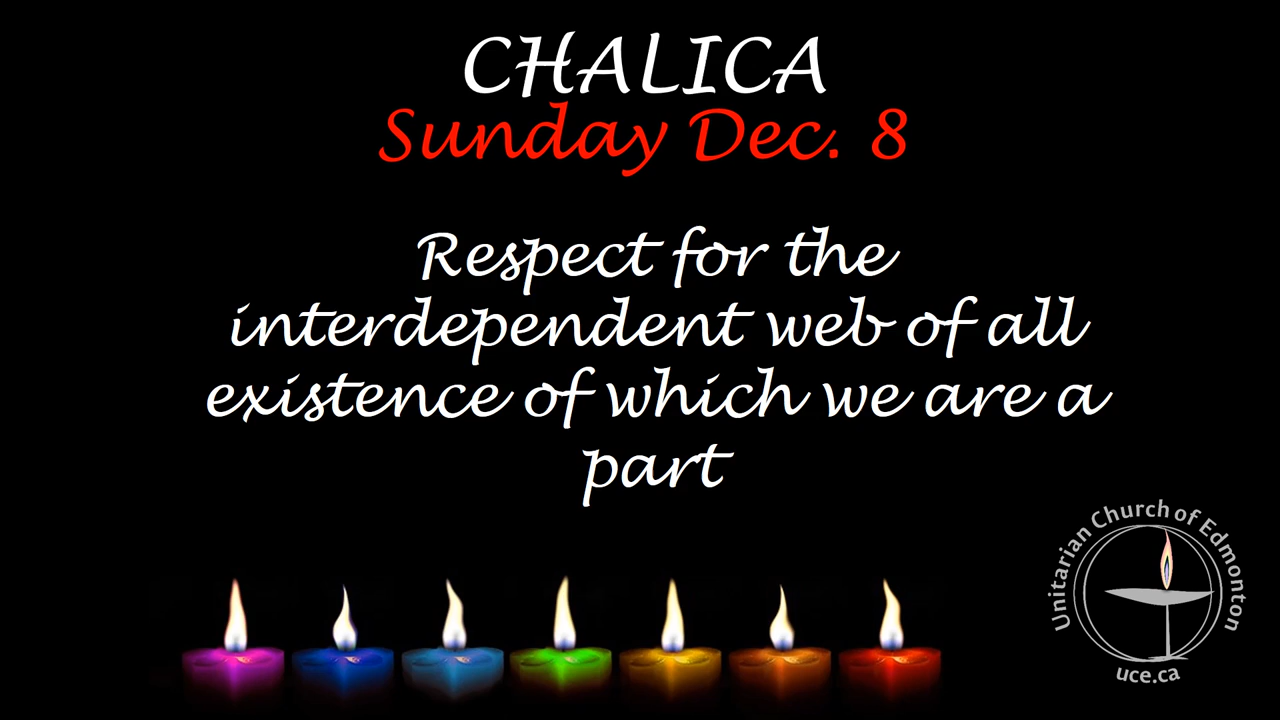 CHALICA
Sunday Dec. 8
Respect for the
interdependent web of all
existence of which we are a
part
Unitarian Church of Edmonton
uce.ca